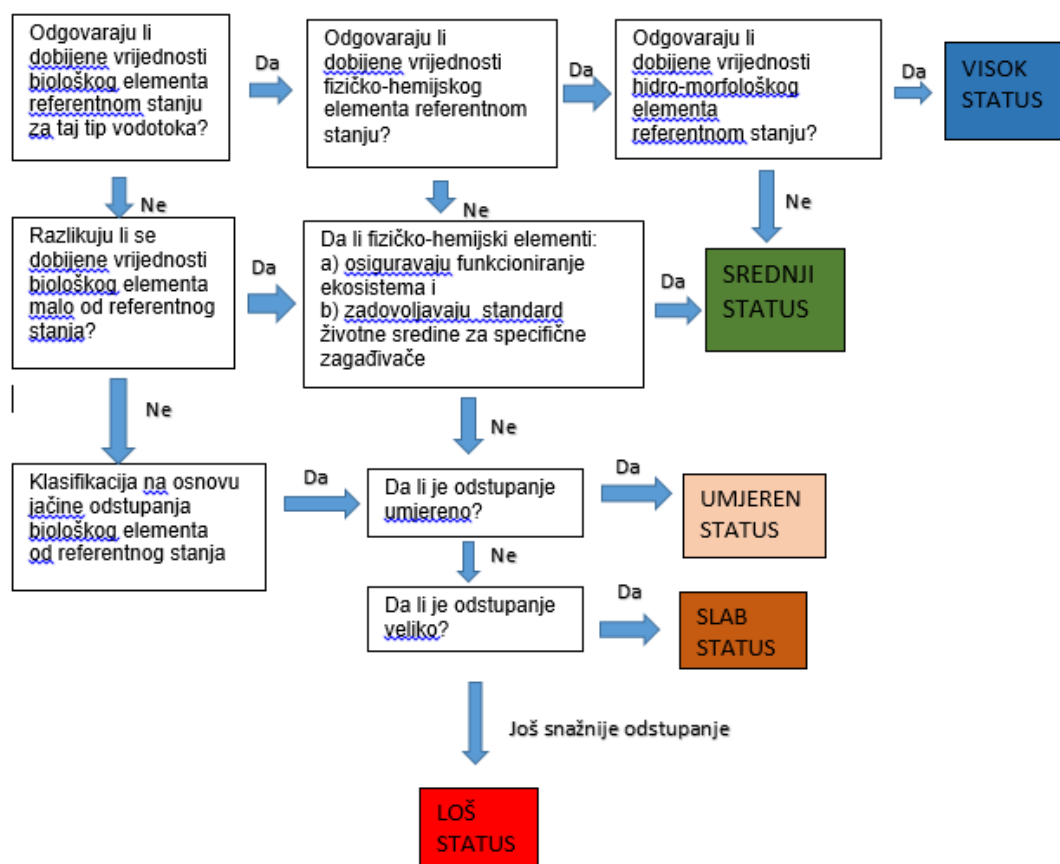 Odgovaraju li
dobijene vrijednosti
biološkog elementa
referentnom stanju
za taj tip vodotoka?
Da
Odgovaraju li
dobijene vrijednosti
fizičko-hemijskog
elementa referentnom
stanju?
Da
Odgovaraju li
dobijene vrijednosti
hidro-morfološkog
elementa
referentnom stanju?
Da
VISOK
STATUS
Ne
Ne
Ne
Razlikuju li se
dobijene vrijednosti
biološkog elementa
malo od referentnog
stanja?
Da
Da li fizičko-hemijski elementi:
a) osiguravaju funkcioniranje
ekosistema i
b) zadovoljavaju standard
životne sredine za specifične
zagađivače
Da
SREDNJI
STATUS
Ne
Ne
Klasifikacija na osnovu
jačine odstupanja
biološkog elementa
od referentnog stanja
Da
Da li je odstupanje
umjereno?
Da
UMJEREN
STATUS
Ne
Da li je odstupanje
veliko?
Da
SLAB
STATUS
Još snažnije odstupanje
LOŠ
STATUS